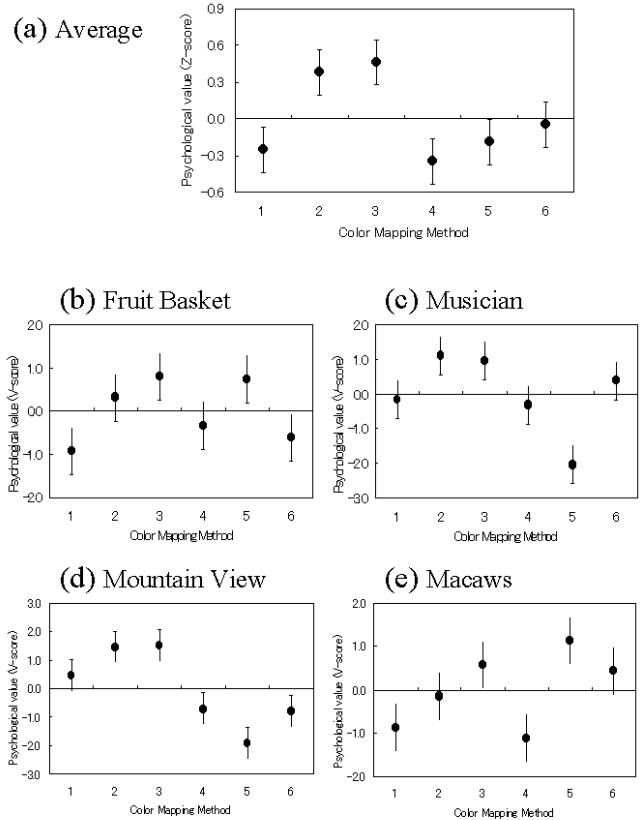 (a) Average
Psychological value (Z-score)
0.9
0.6
0.3
0.0
-0.3
-0.6
1 2 3 4 5 6
Color Mapping Method
(b) Fruit Basket
Psychological value (V-score)
2.0
1.0
0.0
-1.0
-2.0
1 2 3 4 5 6
Color Mapping Method
(c) Musician
Psychological value (V-score)
2.0
1.0
0.0
-1.0
-2.0
-3.0
1 2 3 4 5 6
Color Mapping Method
(d) Mountain View
Psychological value (V-score)
3.0
2.0
1.0
0.0
-1.0
-2.0
-3.0
1 2 3 4 5 6
Color Mapping Method
(e) Macaws
Psychological value (V-score)
2.0
1.0
0.0
-1.0
-2.0
1 2 3 4 5 6
Color Mapping Method